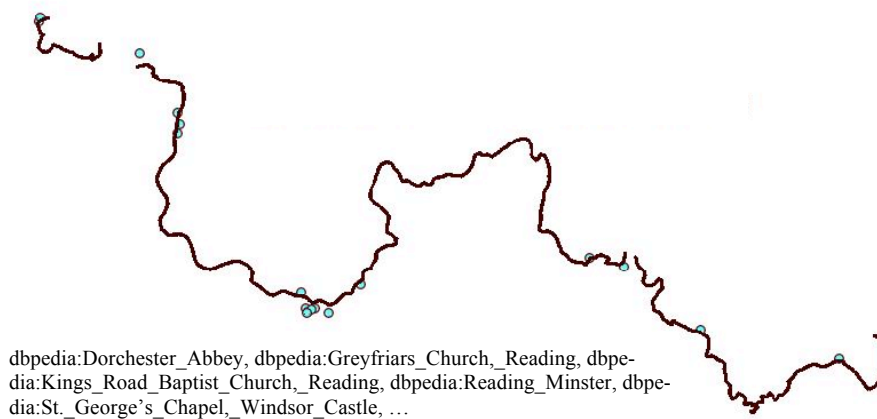 dbpedia:Dorchester_Abbey, dbpedia:Greyfriars_Church,_Reading, dbpe-
dia:Kings_Road_Baptist_Church,_Reading, dbpedia:Reading_Minster, dbpe-
dia:St._George’s_Chapel,_Windsor_Castle, …